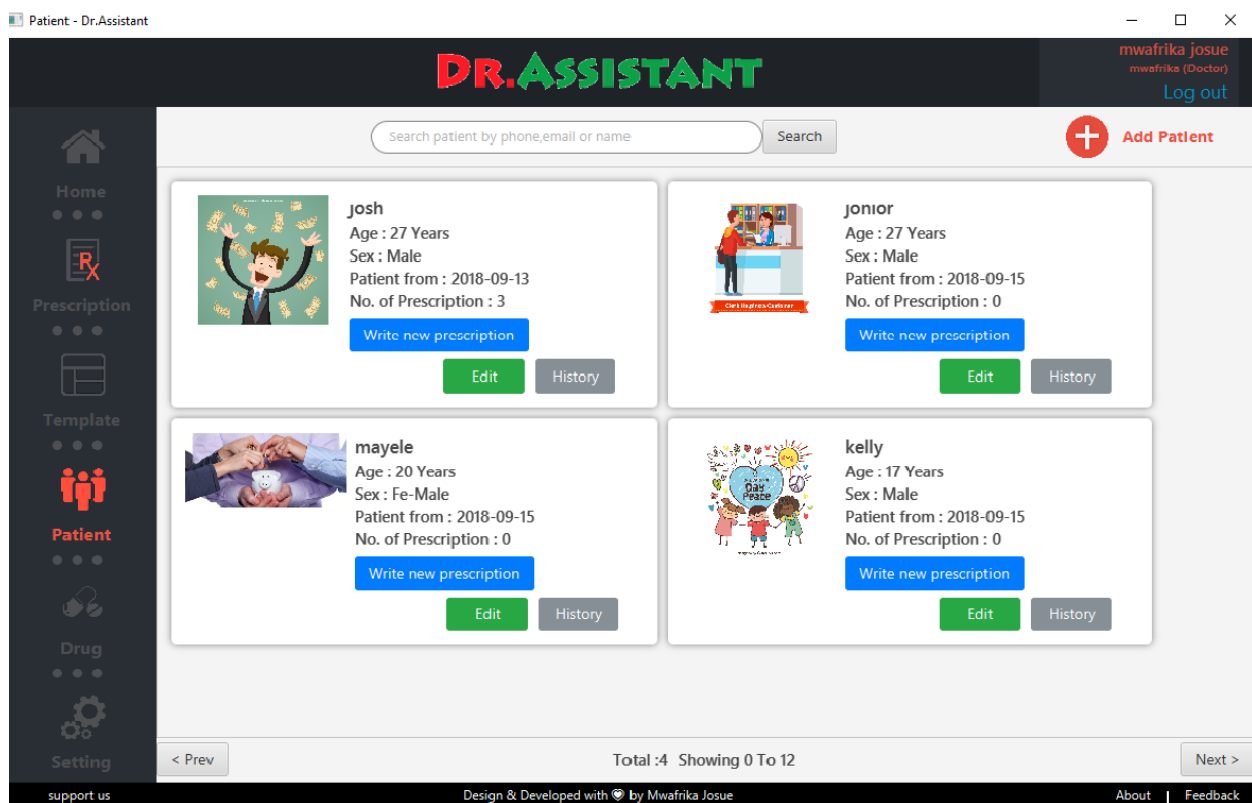 Patient - Dr.Assistant
DR.ASSISTANT
mwafrika josue
mwafrika (Doctor)
Log out
Search patient by phone,email or name
Search
Add Patient
Home
Prescription
Template
Patient
Drug
Setting
Josh
Age : 27 Years
Sex : Male
Patient from : 2018-09-13
No. of Prescription : 3
Write new prescription
Edit History
Jonior
Age : 27 Years
Sex : Male
Patient from : 2018-09-15
No. of Prescription : 0
Write new prescription
Edit History
mayele
Age : 20 Years
Sex : Fe-Male
Patient from : 2018-09-15
No. of Prescription : 0
Write new prescription
Edit History
kelly
Age : 17 Years
Sex : Male
Patient from : 2018-09-15
No. of Prescription : 0
Write new prescription
Edit History
< Prev
Total :4 Showing 0 To 12
Next >
support us
Design & Developed with by Mwafrika Josue
About | Feedback